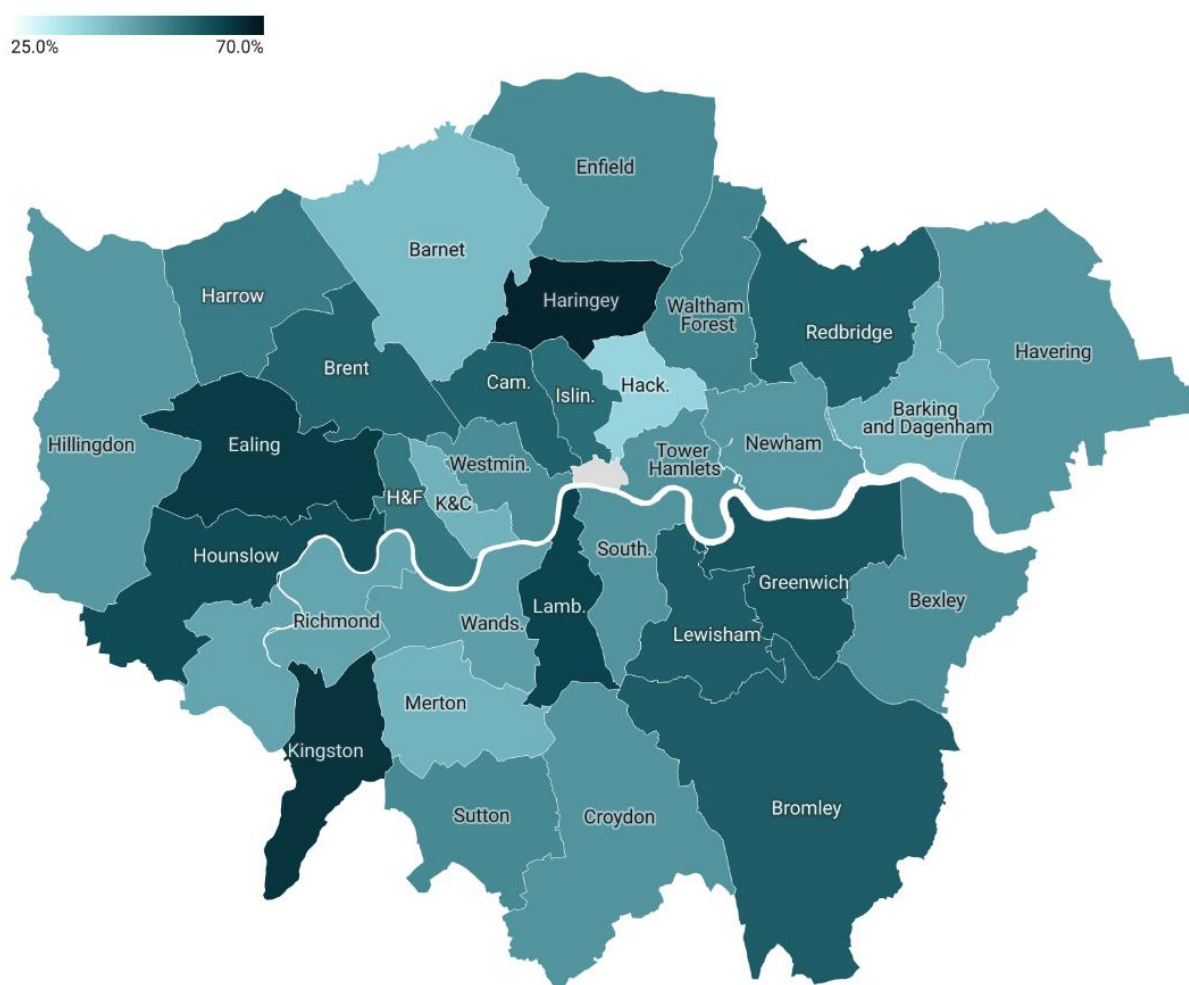 25.0%
70.0%
Enfield
Barnet
Harrow
Haringey
Waltham
Forest
Redbridge
Havering
Brent
Cam.
Islin.
Hack.
Barking
and Dagenham
Hillingdon
Ealing
Westmin.
Tower
Hamlets
Newham
H&F
K&C
Hounslow
South.
Greenwich
Bexley
Richmond
Wands.
Lamb.
Lewisham
Merton
Kingston
Sutton
Croydon
Bromley